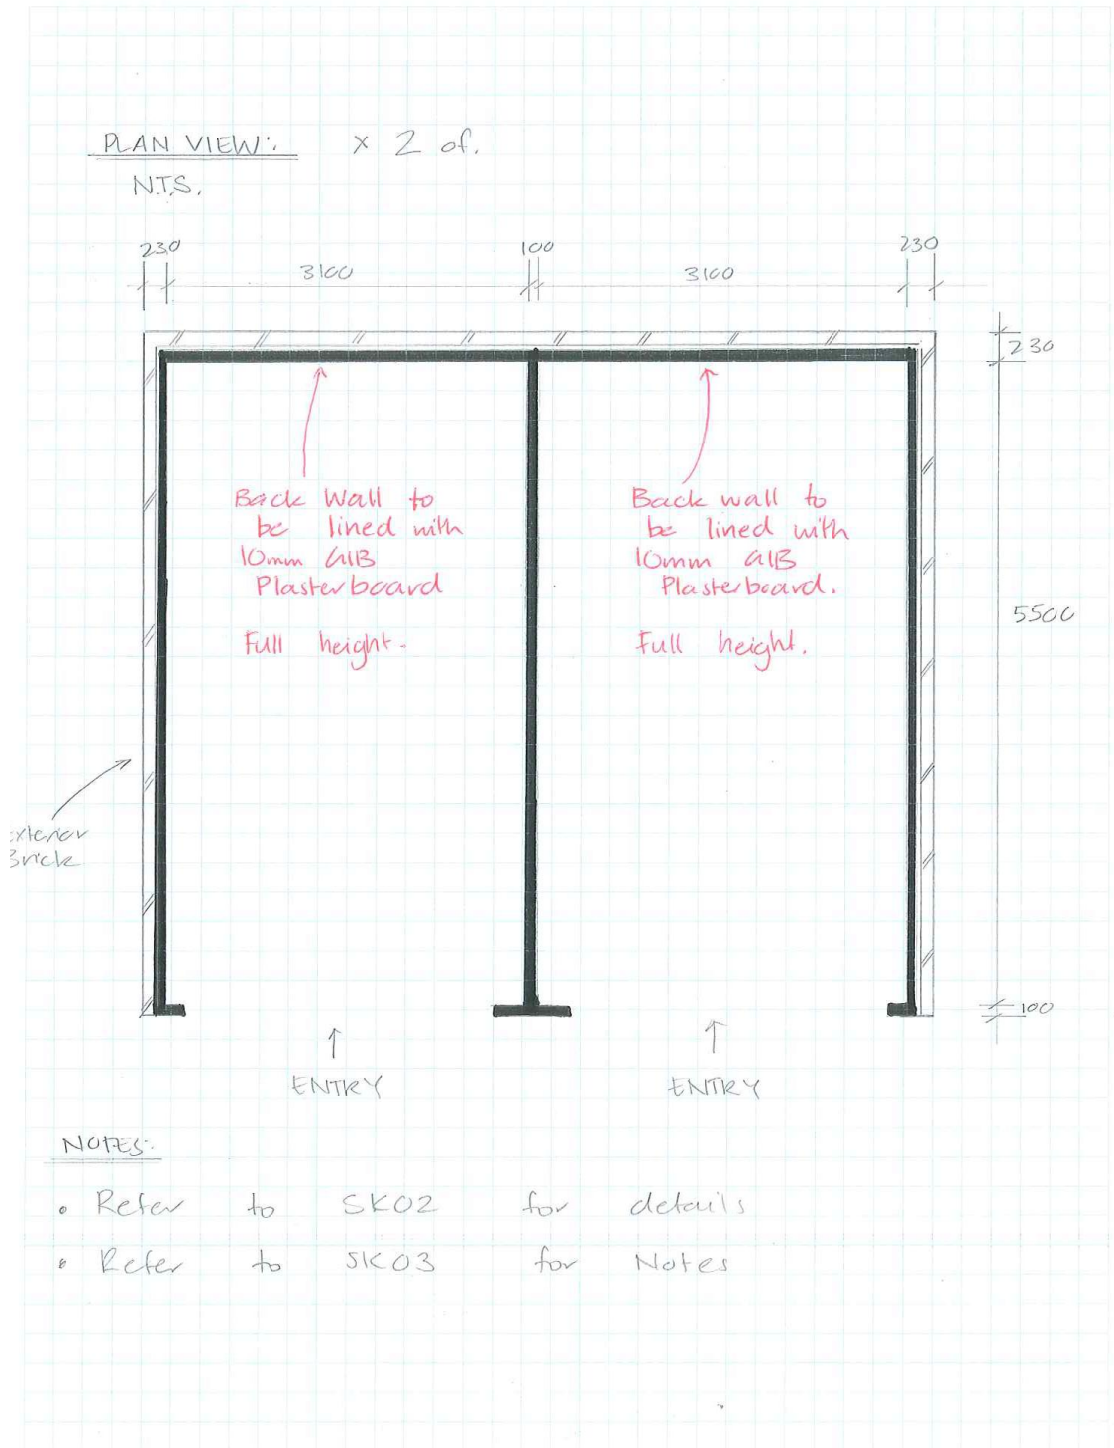 PLAN VIEW: x 2 of.
N.T.S.
230 100 230
3100 3100
230
Back Wall to
be lined with
10mm GIB
Plasterboard
Full height.
Back wall to
be lined with
10mm GIB
Plasterboard.
Full height.
5500
xterior
Brick
100
ENTRY ENTRY
NOTES:
• Refer to SK02 for details
• Refer to SK03 for Notes